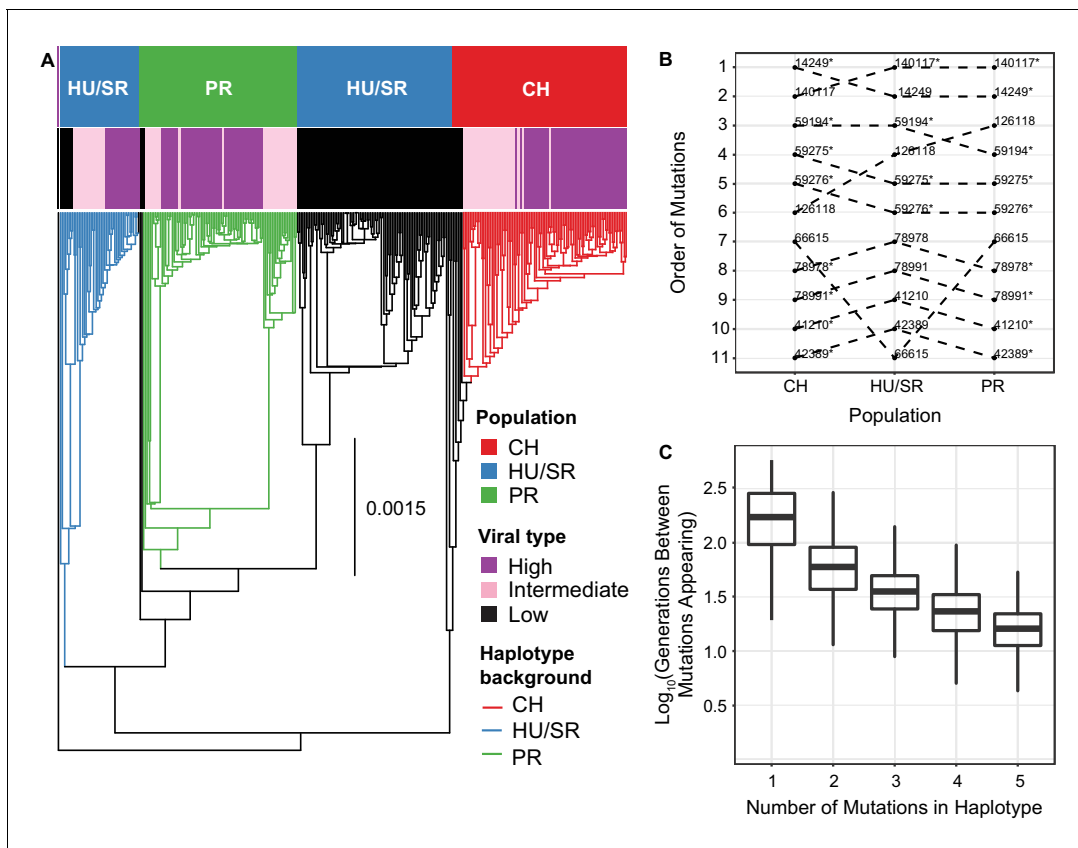 A
HU/SR PR HU/SR CH
0.0015
Population
CH
HU/SR
PR
Viral type
High
Intermediate
Low
Haplotype
background
CH
HU/SR
PR
B
Order of Mutations
1 14249* 140117* 140117*
2 140117 14249 14249*
3 59194* 59194* 126118
4 59275* 126118 59194*
5 59276* 59275* 59275*
6 126118 59276* 59276*
7 66615 78978 66615
8 78978* 78991 78978*
9 78991* 41210 78991*
10 41210* 42389 41210*
11 42389* 66615 42389*
CH HU/SR PR
Population
C
Log10(Generations Between
Mutations Appearing)
2.5
2.0
1.5
1.0
0.5
1 2 3 4 5
Number of Mutations in Haplotype